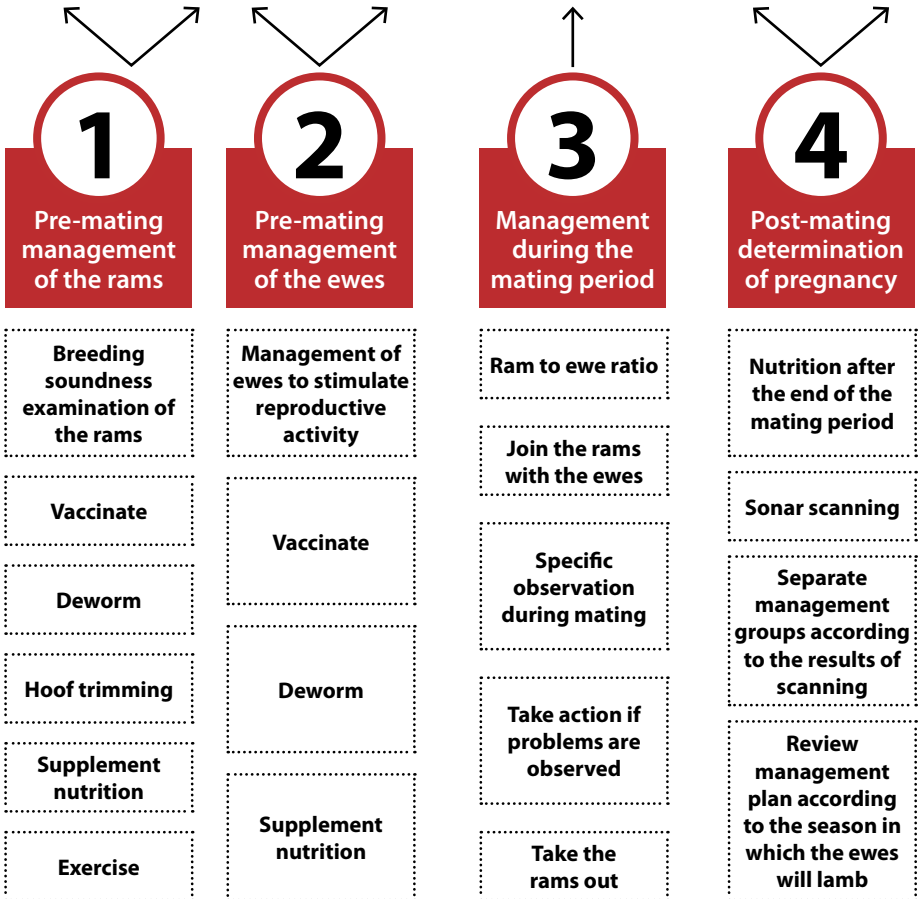 1
Pre-mating
management
of the rams
Breeding
soundness
examination of
the rams
Vaccinate
Deworm
Hoof trimming
Supplement
nutrition
Exercise
2
Pre-mating
management
of the ewes
Management of
ewes to stimulate
reproductive
activity
Vaccinate
Deworm
Supplement
nutrition
3
Management
during the
mating period
Ram to ewe ratio
Join the rams
with the ewes
Specific
observation
during mating
Take action if
problems are
observed
Take the
rams out
4
Post-mating
determination
of pregnancy
Nutrition after
the end of the
mating period
Sonar scanning
Separate
management
groups according
to the results of
scanning
Review
management
plan according
to the season in
which the ewes
will lamb